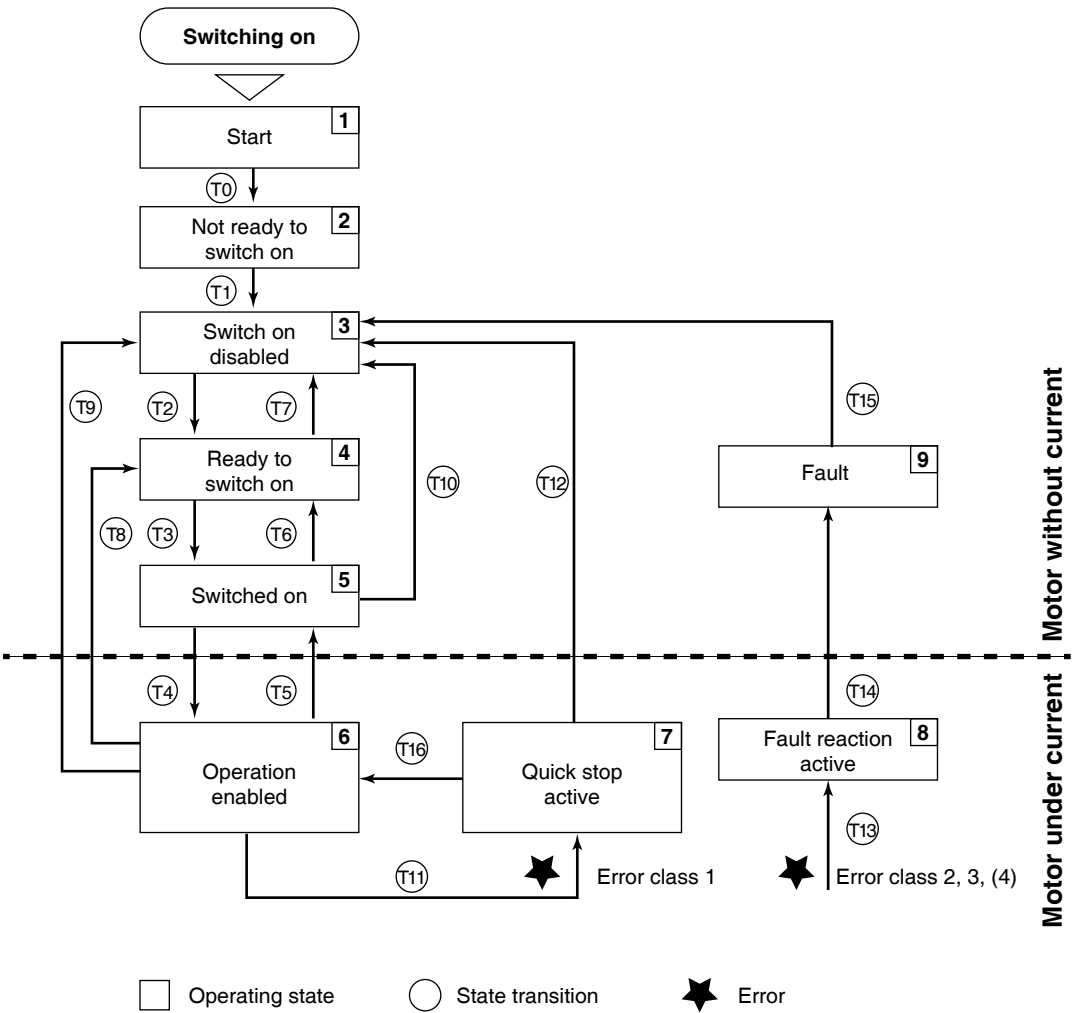 Switching on
1
Start
T0
2
Not ready to
switch on
T1
3
Switch on
disabled
T9
T2
T7
T15
4
Ready to
switch on
9
Fault
T10
T12
T8
T3
T6
5
Switched on
Motor without current
T4
T5
T14
6
Operation
enabled
T16
7
Quick stop
active
8
Fault reaction
active
T13
T11
Error class 1
Error class 2, 3, (4)
Motor under current
Operating state
State transition
Error